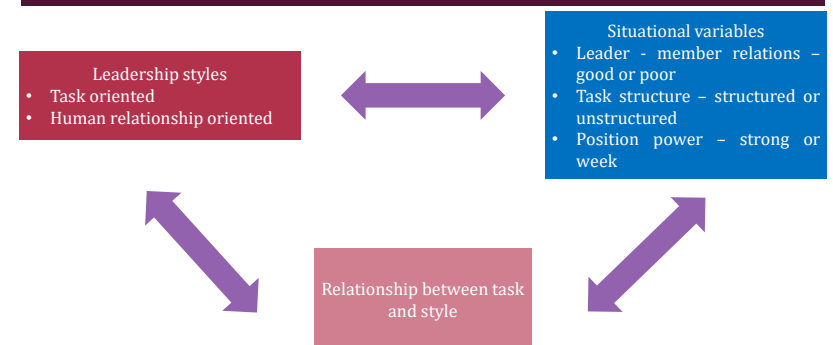 Leadership styles
• Task oriented
• Human relationship oriented
Situational variables
• Leader - member relations –
good or poor
• Task structure – structured or
unstructured
• Position power – strong or
week
Relationship between task
and style